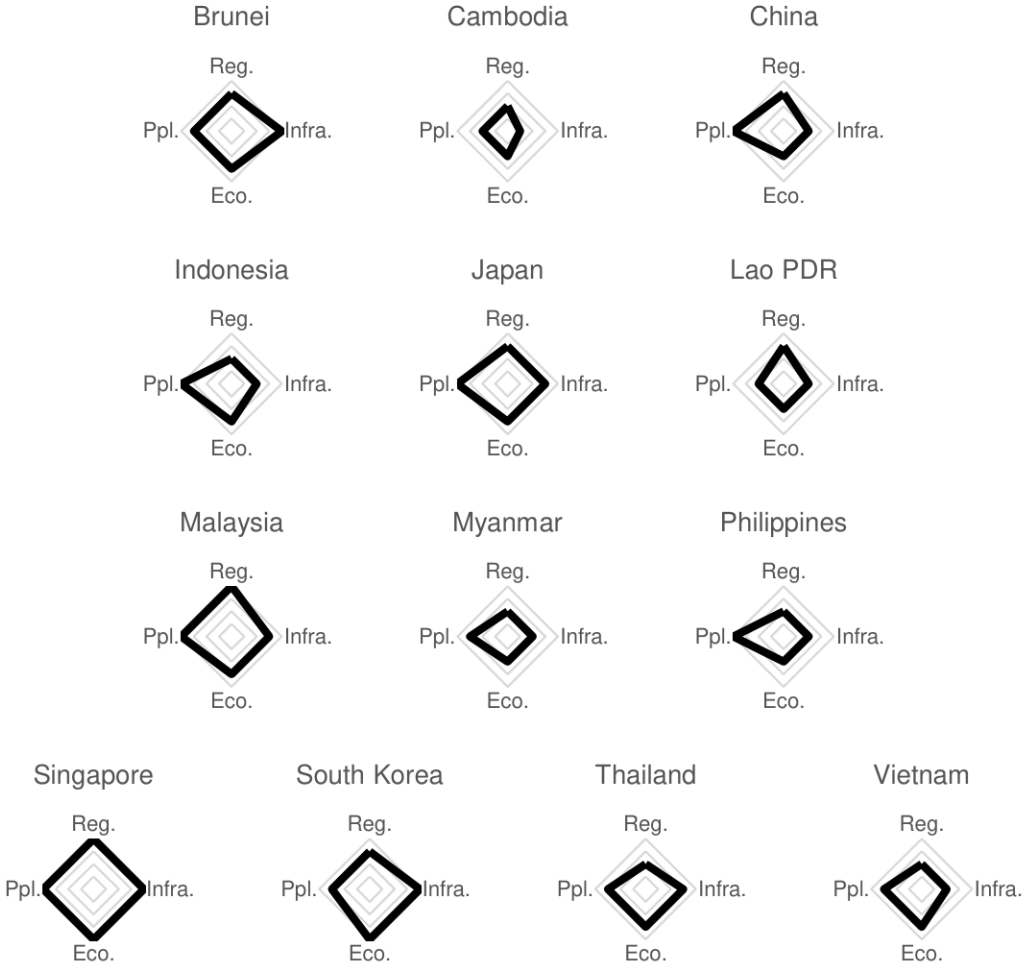 Brunei Cambodia China
Reg. Reg. Reg.
Ppl. Infra. Ppl. Infra. Ppl. Infra.
Eco. Eco. Eco.
Indonesia Japan Lao PDR
Reg. Reg. Reg.
Ppl. Infra. Ppl. Infra. Ppl. Infra.
Eco. Eco. Eco.
Malaysia Myanmar Philippines
Reg. Reg. Reg.
Ppl. Infra. Ppl. Infra. Ppl. Infra.
Eco. Eco. Eco.
Singapore South Korea Thailand Vietnam
Reg. Reg. Reg. Reg.
Ppl. Infra. Ppl. Infra. Ppl. Infra. Ppl. Infra.
Eco. Eco. Eco. Eco.